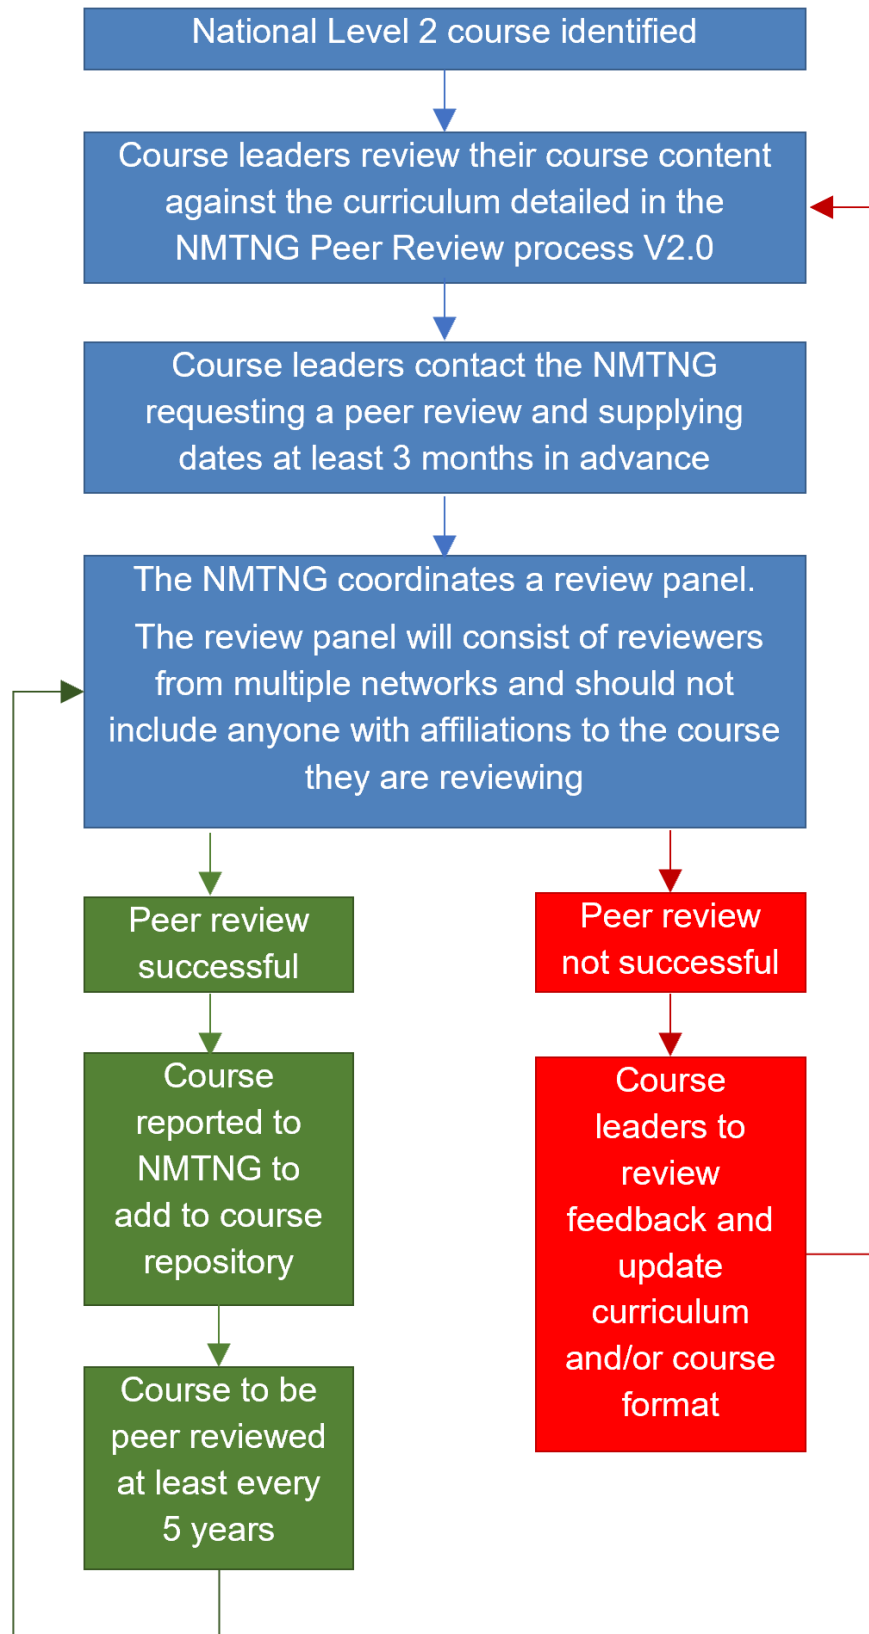 National Level 2 course identified
Course leaders review their course content
against the curriculum detailed in the
NMTNG Peer Review process V2.0
Course leaders contact the NMTNG
requesting a peer review and supplying
dates at least 3 months in advance
The NMTNG coordinates a review panel.
The review panel will consist of reviewers
from multiple networks and should not
include anyone with affiliations to the course
they are reviewing
Peer review
successful
Course
reported to
NMTNG to
add to course
repository
Course to be
peer reviewed
at least every
5 years
Peer review
not successful
Course
leaders to
review
feedback and
update
curriculum
and/or course
format